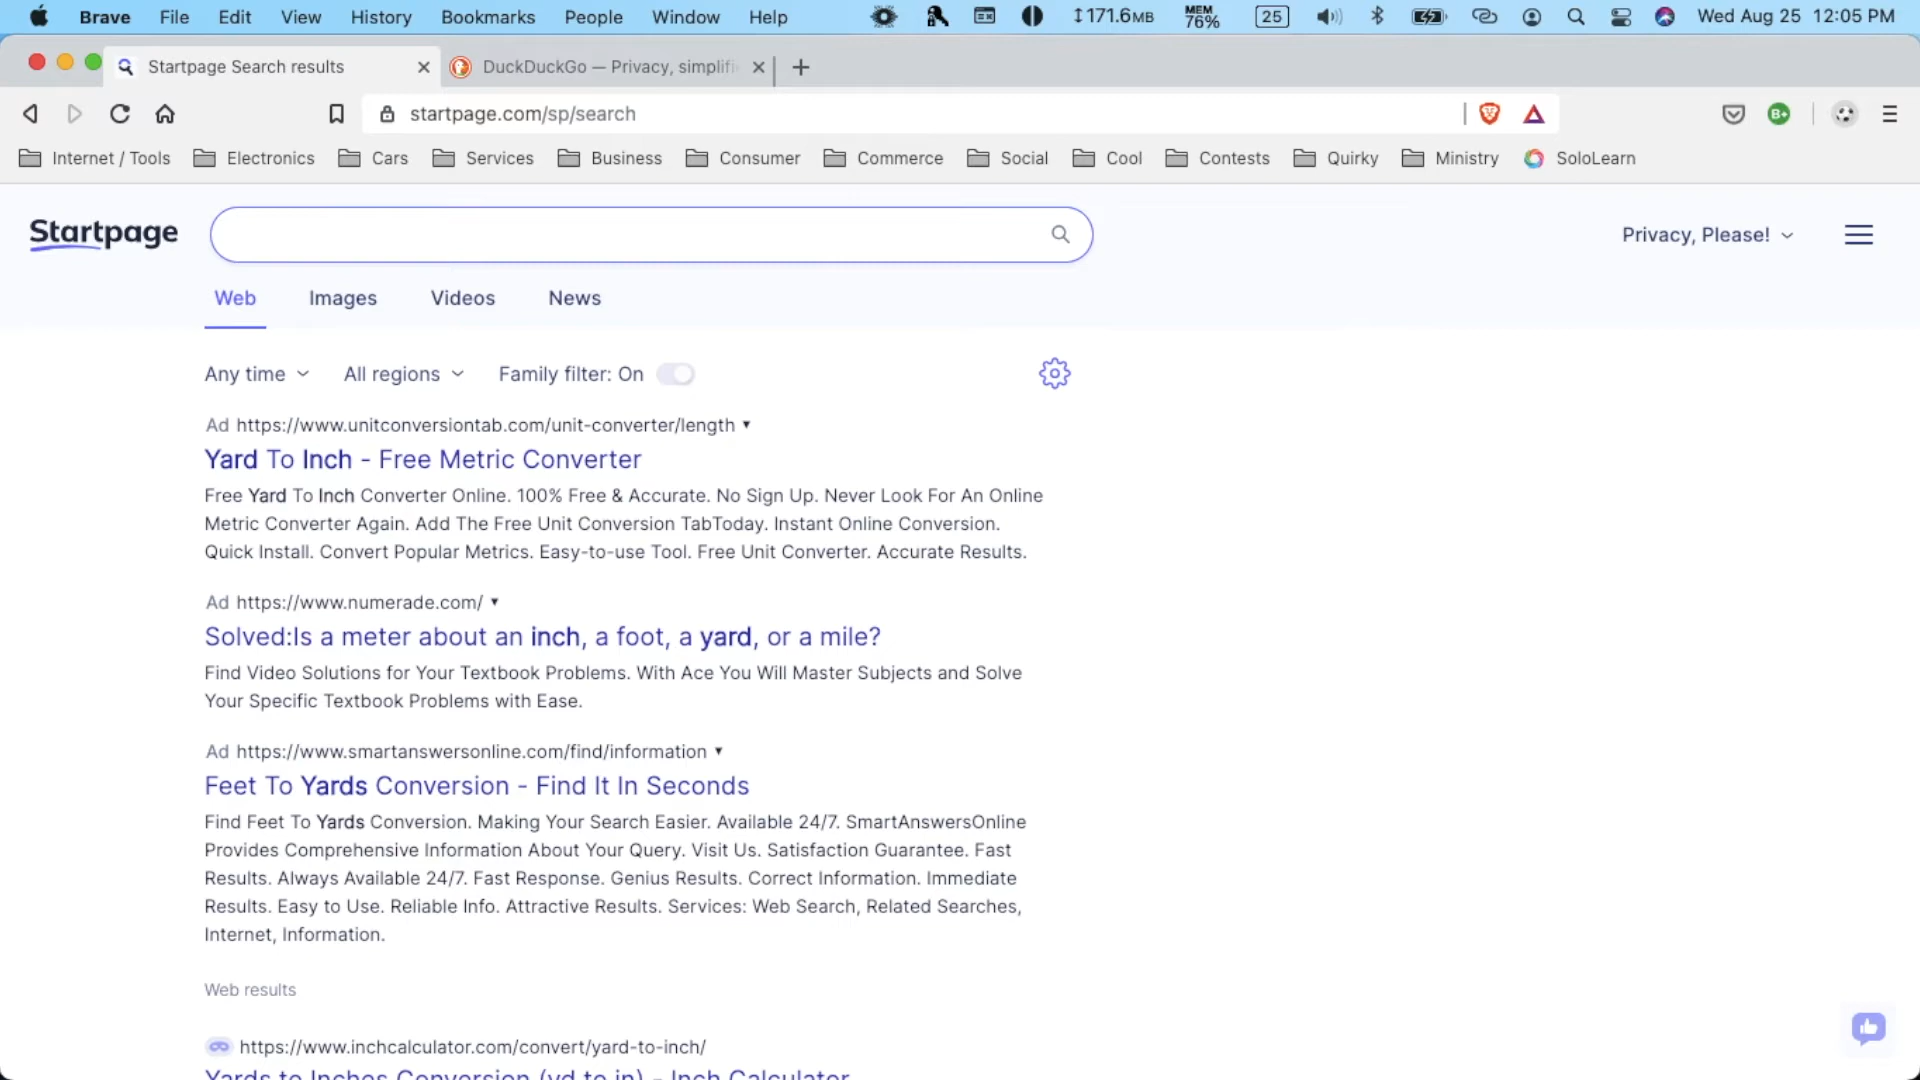 Brave File Edit View History Bookmarks People Window Help 171.6MB MEM 76% 25 Wed Aug 25 12:05 PM
Startpage Search results DuckDuckGo — Privacy, simplifi
startpage.com/sp/search B+
Internet / Tools Electronics Cars Services Business Consumer Commerce Social Cool Contests Quirky Ministry SoloLearn
Startpage Privacy, Please!
Web Images Videos News
Any time All regions Family filter: On
Ad https://www.unitconversiontab.com/unit-converter/length
Yard To Inch - Free Metric Converter
Free Yard To Inch Converter Online. 100% Free & Accurate. No Sign Up. Never Look For An Online
Metric Converter Again. Add The Free Unit Conversion TabToday. Instant Online Conversion.
Quick Install. Convert Popular Metrics. Easy-to-use Tool. Free Unit Converter. Accurate Results.
Ad https://www.numerade.com/
Solved:Is a meter about an inch, a foot, a yard, or a mile?
Find Video Solutions for Your Textbook Problems. With Ace You Will Master Subjects and Solve
Your Specific Textbook Problems with Ease.
Ad https://www.smartanswersonline.com/find/information
Feet To Yards Conversion - Find It In Seconds
Find Feet To Yards Conversion. Making Your Search Easier. Available 24/7. SmartAnswersOnline
Provides Comprehensive Information About Your Query. Visit Us. Satisfaction Guarantee. Fast
Results. Always Available 24/7. Fast Response. Genius Results. Correct Information. Immediate
Results. Easy to Use. Reliable Info. Attractive Results. Services: Web Search, Related Searches,
Internet, Information.
Web results
https://www.inchcalculator.com/convert/yard-to-inch/
Yards to Inches Conversion (yd to in) - Inch Calculator